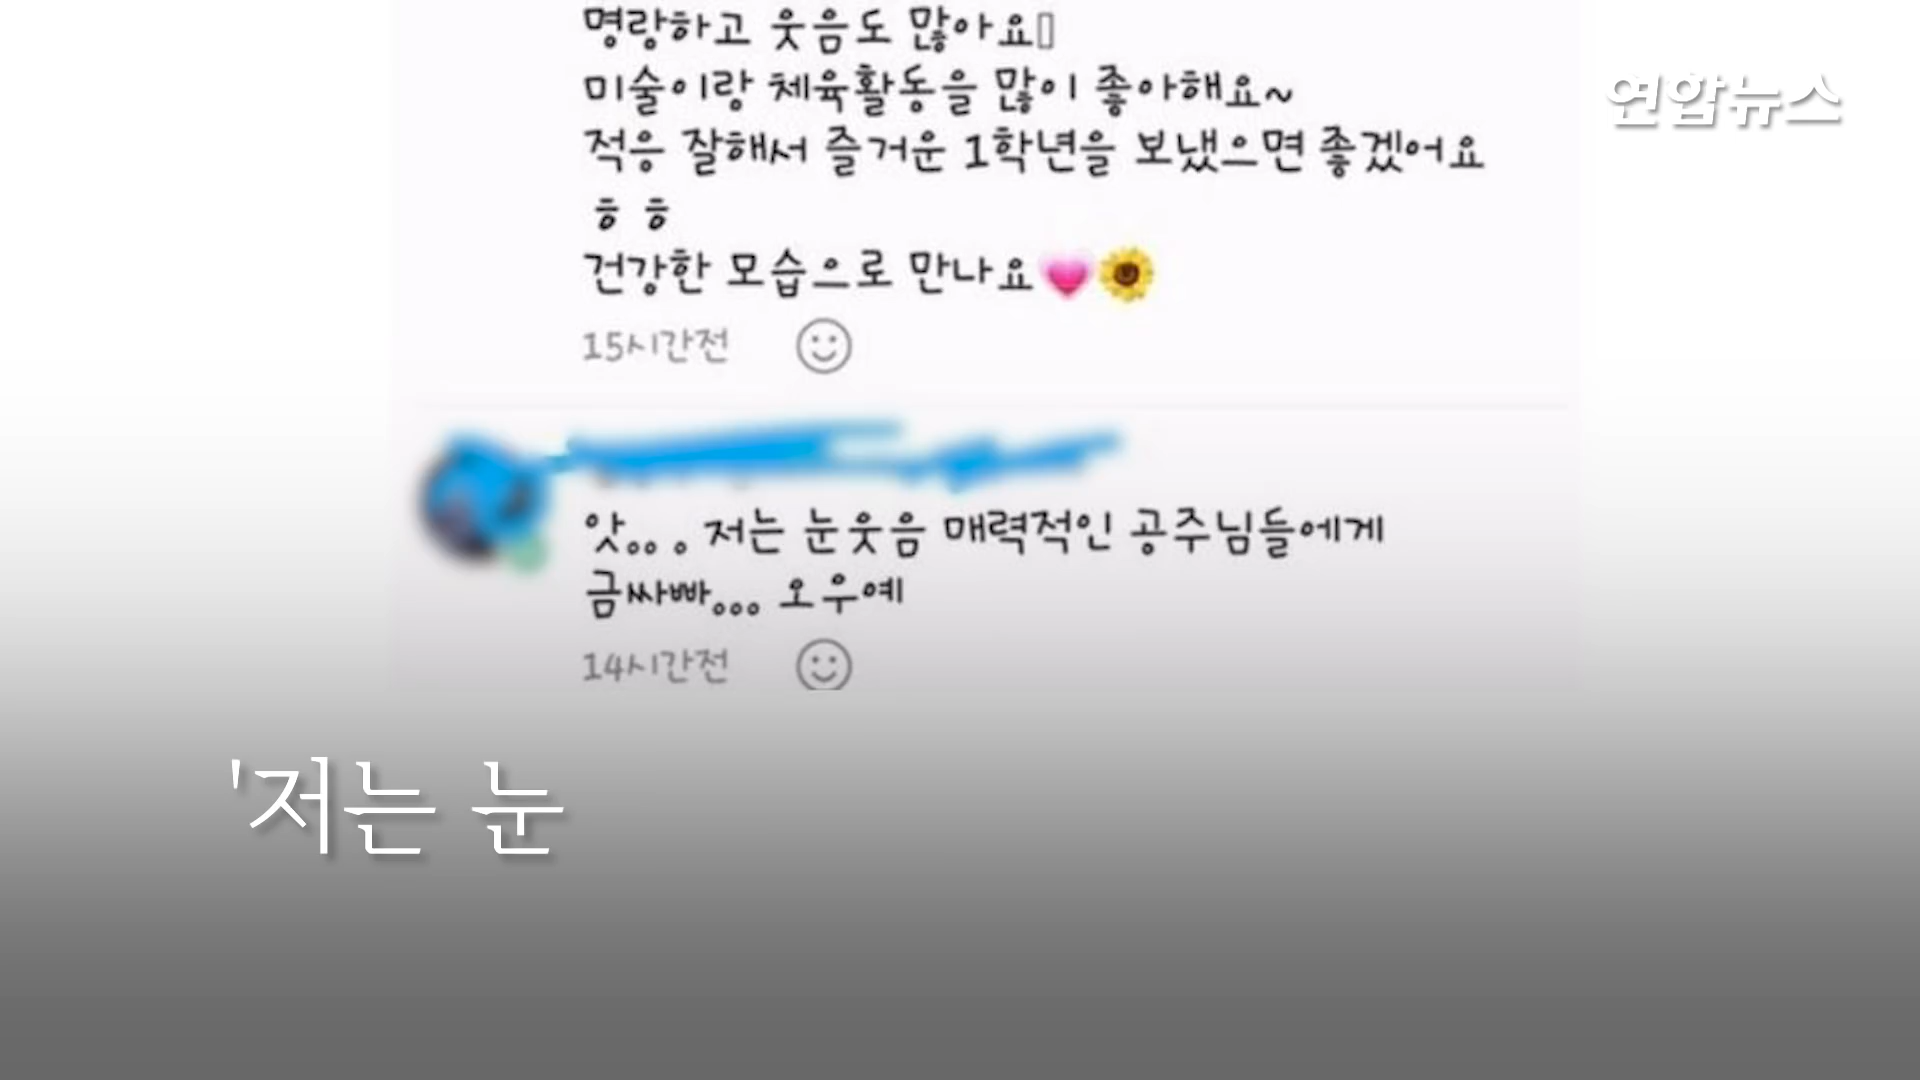 명랑하고 웃음도 많아요
미술이랑 체육활동을 많이 좋아해요~
적응 잘해서 즐거운 1학년을 보냈으면 좋겠어요
ㅎㅎ
건강한 모습으로 만나요💗🌻
15시간전
앗.. . 저는 눈웃음 매력적인 공주님들에게
금싸빠... 오우예
14시간전
연합뉴스
'저는 눈